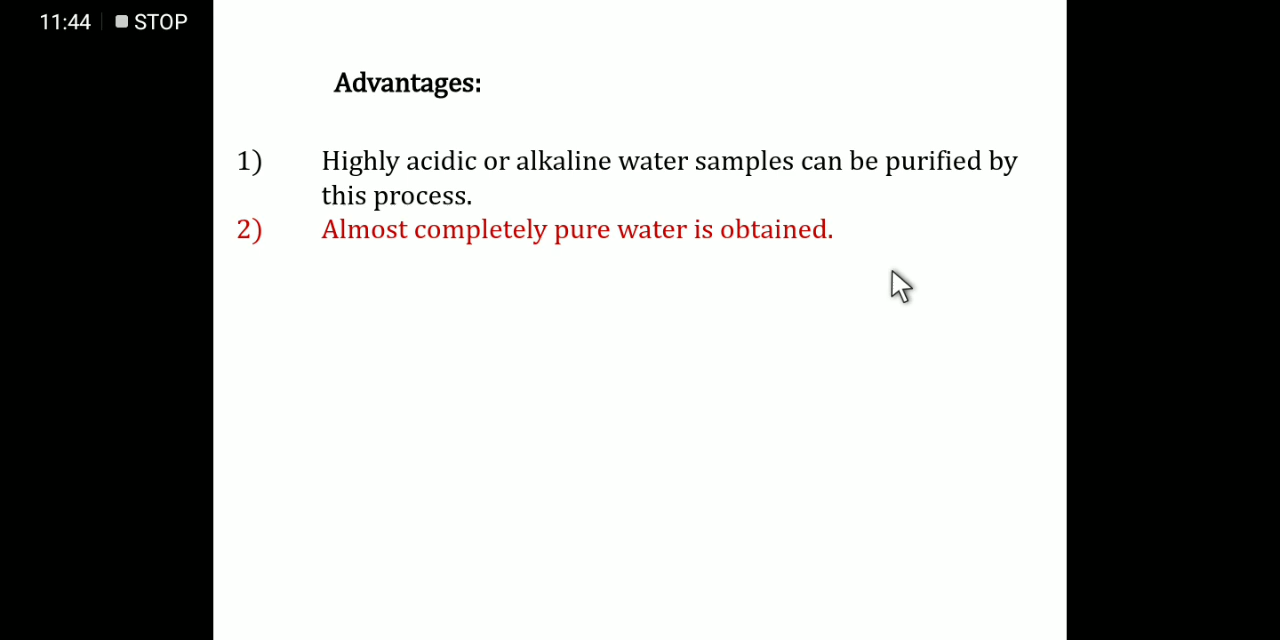 11:44 STOP
Advantages:
1) Highly acidic or alkaline water samples can be purified by
this process.
2) Almost completely pure water is obtained.